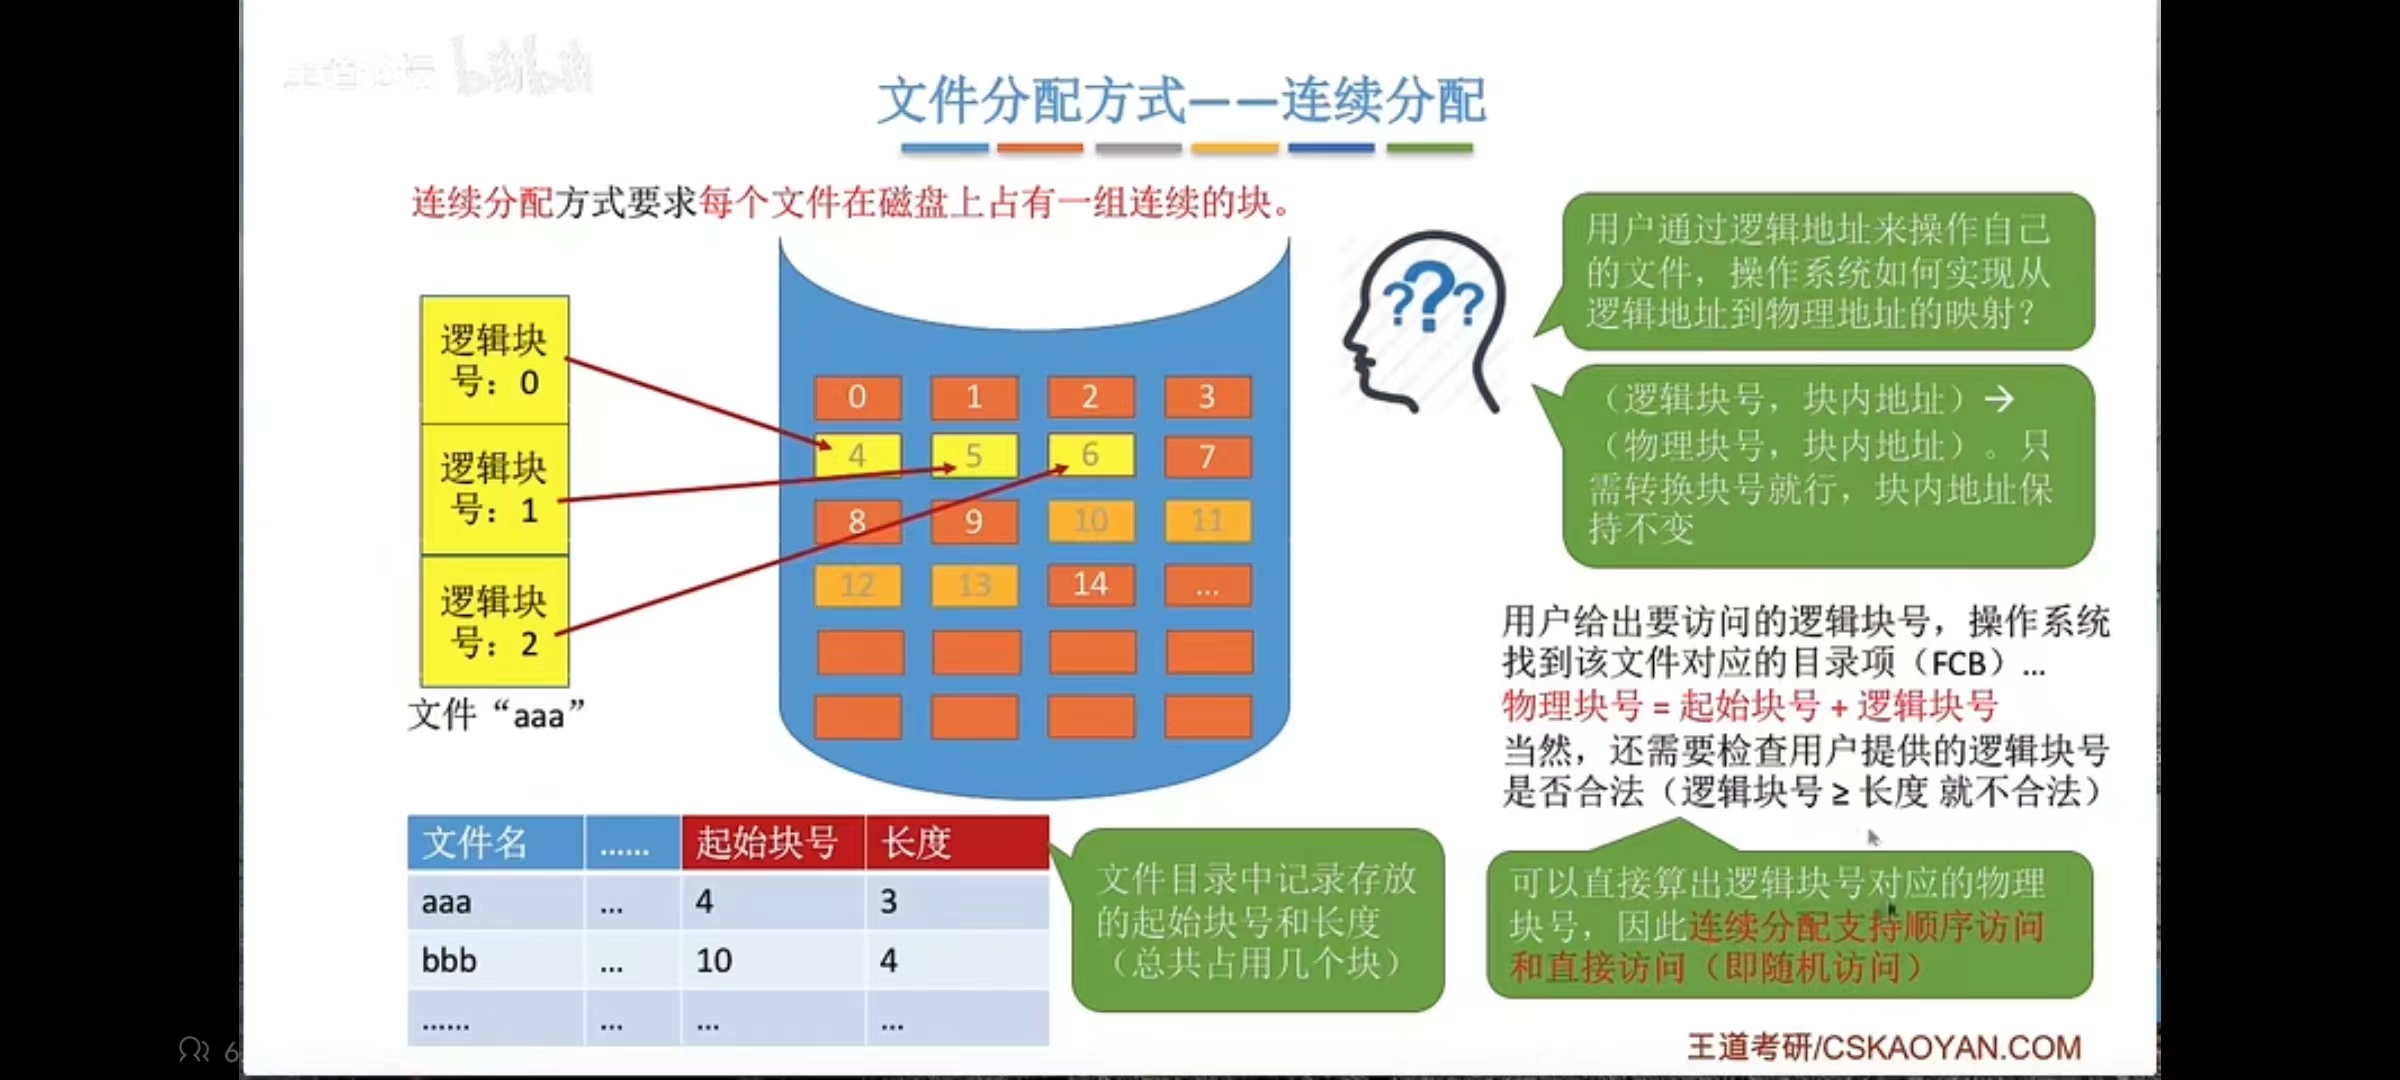 王道论坛 bilibili
文件分配方式——连续分配
连续分配方式要求每个文件在磁盘上占有一组连续的块。
逻辑块
号：0
逻辑块
号：1
逻辑块
号：2
文件“aaa”
0 1 2 3
4 5 6 7
8 9 10 11
12 13 14 ...
用户通过逻辑地址来操作自己
的文件，操作系统如何实现从
逻辑地址到物理地址的映射？
（逻辑块号，块内地址）→
（物理块号，块内地址）。只
需转换块号就行，块内地址保
持不变
用户给出要访问的逻辑块号，操作系统
找到该文件对应的目录项（FCB）...
物理块号 = 起始块号 + 逻辑块号
当然，还需要检查用户提供的逻辑块号
是否合法（逻辑块号 ≥ 长度 就不合法）
可以直接算出逻辑块号对应的物理
块号，因此连续分配支持顺序访问
和直接访问（即随机访问）
文件名 ...... 起始块号 长度
aaa ... 4 3
bbb ... 10 4
...... ... ... ...
文件目录中记录存放
的起始块号和长度
（总共占用几个块）
王道考研/CSKAOYAN.COM
6